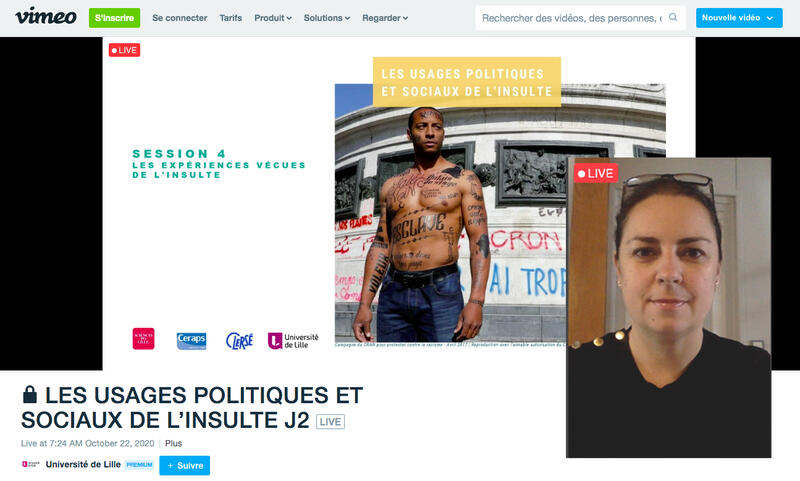 vimeo S'inscrire Se connecter Tarifs Produit Solutions Regarder Rechercher des vidéos, des personnes, e Nouvelle vidéo
LIVE
LES USAGES POLITIQUES
ET SOCIAUX DE L'INSULTE
SESSION 4
LES EXPÉRIENCES VÉCUES
DE L'INSULTE
LIVE
ESCLAVE
VOLEUR
CRON
AI TROP
SCIENCES
PO LILLE
Ceraps
CLERSÉ
Université
de Lille
Campagne du CRAN pour protester contre le racisme - Avril 2017 / Reproduction avec l'aimable autorisation du C
LES USAGES POLITIQUES ET
SOCIAUX DE L'INSULTE J2 LIVE
Live at 7:24 AM October 22, 2020 | Plus
Université de Lille PREMIUM + Suivre